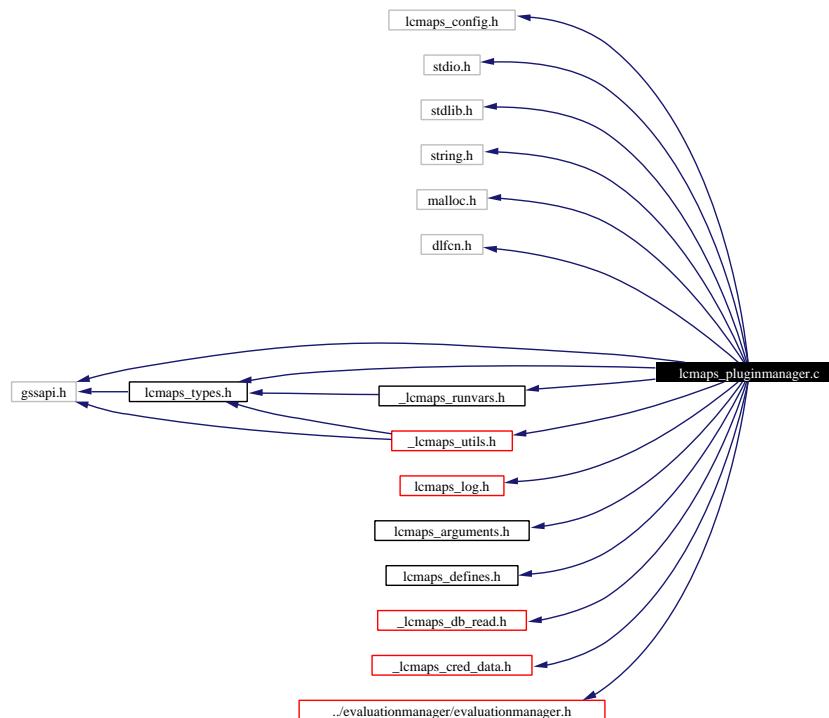 lcmaps_config.h
stdio.h
stdlib.h
string.h
malloc.h
dlfcn.h
lcmaps_pluginmanager.c
gssapi.h
lcmaps_types.h
_lcmaps_runvars.h
_lcmaps_utils.h
lcmaps_log.h
lcmaps_arguments.h
lcmaps_defines.h
_lcmaps_db_read.h
_lcmaps_cred_data.h
../evaluationmanager/evaluationmanager.h